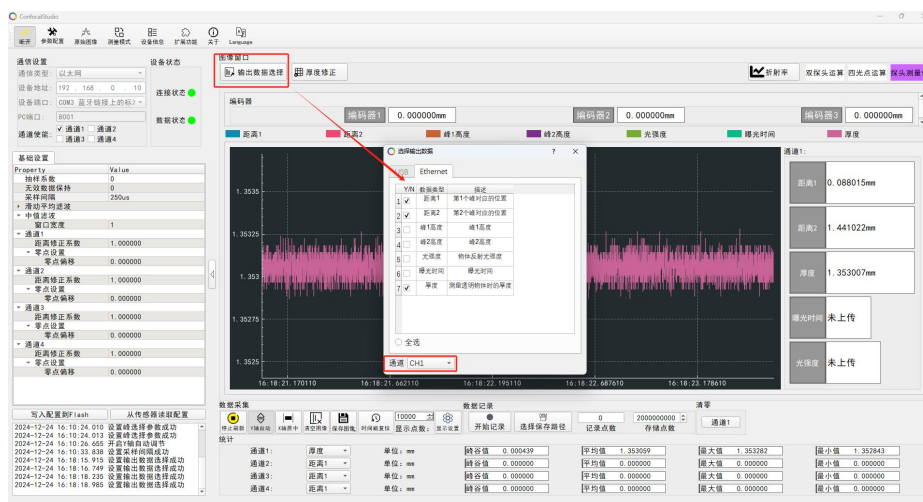 ConfocalStudio
断开 参数配置 原始图像 测量模式 设备信息 扩展功能 关于 Language
通信设置 设备状态
通信类型: 以太网
设备地址: 192 . 168 . 0 . 10
连接状态
设备端口: COM3 蓝牙链接上的标2
PC端口: 8001
数据状态
通道使能: 通道1 通道2
通道3 通道4
基础设置
Property Value
抽样系数 0
无效数据保持 0
采样间隔 250us
滑动平均滤波
中值滤波
窗口宽度 1
通道1
距离修正系数 1.000000
零点设置
零点偏移 0.000000
通道2
距离修正系数 1.000000
零点设置
零点偏移 0.000000
通道3
距离修正系数 1.000000
零点设置
零点偏移 0.000000
通道4
距离修正系数 1.000000
零点设置
零点偏移 0.000000
写入配置到Flash 从传感器读取配置
2024-12-24 16:10:24.010 设置峰选择参数成功
2024-12-24 16:10:24.013 设置峰选择参数成功
2024-12-24 16:10:26.655 开启Y轴自动调节
2024-12-24 16:10:33.838 设置采样间隔成功
2024-12-24 16:18:15.915 设置输出数据选择成功
2024-12-24 16:18:16.749 设置输出数据选择成功
2024-12-24 16:18:18.235 设置输出数据选择成功
2024-12-24 16:18:18.985 设置输出数据选择成功
图像窗口
输出数据选择 厚度修正 折射率 双探头运算 四光点运算 探头测量
编码器
编码器1 0.000000mm 编码器2 0.000000mm 编码器3 0.000000mm
距离1 距离2 峰1高度 峰2高度 光强度 曝光时间 厚度
1.3535
1.35325
1.353
1.35275
1.3525
16:18:21.170110 16:18:21.662110 16:18:22.195110 16:18:22.687610 16:18:23.178610
选择输出数据 ? ×
USB Ethernet
Y/N 数据类型 描述
1 距离1 第1个峰对应的位置
2 距离2 第2个峰对应的位置
3 峰1高度 峰1高度
4 峰2高度 峰2高度
5 光强度 物体反射光强度
6 曝光时间 曝光时间
7 厚度 测量透明物体时的厚度
全选
通道 CH1
通道1:
距离1 0.088015mm
距离2 1.441022mm
厚度 1.353007mm
曝光时间 未上传
光强度 未上传
数据采集 数据记录 清零
停止刷新 Y轴自动 X轴居中 清空图像 保存图像 时间轴复位 10000 显示点数: 显示设置 开始记录 选择保存路径 0 记录点数 2000000000 存储点数 通道1
统计
通道1: 厚度 单位: mm 峰谷值 0.000439 平均值 1.353059 最大值 1.353282 最小值 1.352843
通道2: 距离1 单位: mm 峰谷值 0.000000 平均值 0.000000 最大值 0.000000 最小值 0.000000
通道3: 距离1 单位: mm 峰谷值 0.000000 平均值 0.000000 最大值 0.000000 最小值 0.000000
通道4: 距离1 单位: mm 峰谷值 0.000000 平均值 0.000000 最大值 0.000000 最小值 0.000000